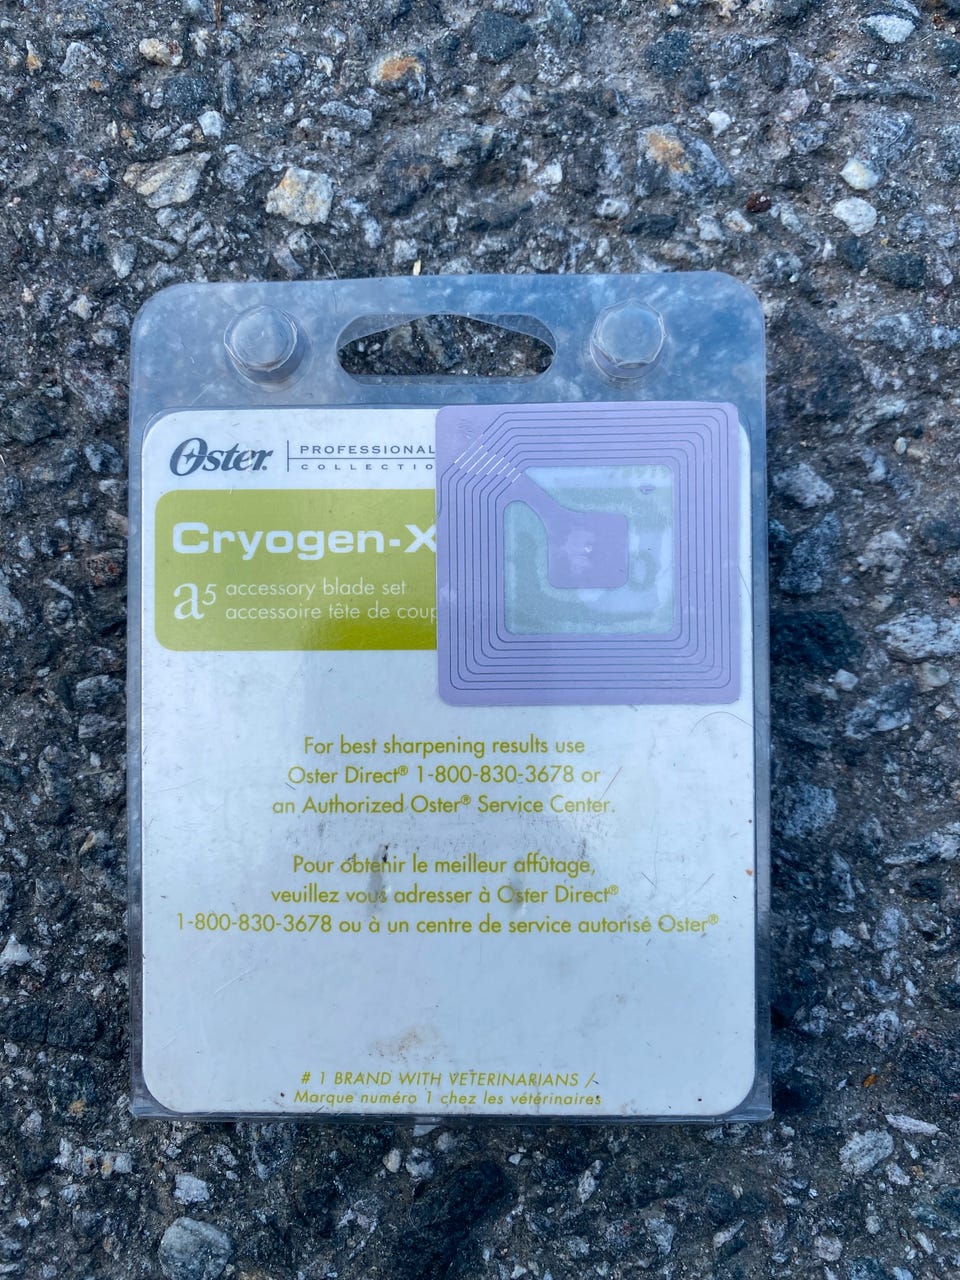 Oster.
PROFESSIONAL
COLLECTIO
Cryogen-X
a5 accessory blade set
accessoire tête de coup
For best sharpening results use
Oster Direct® 1-800-830-3678 or
an Authorized Oster® Service Center.
Pour obtenir le meilleur affûtage,
veuillez vous adresser à Oster Direct®
1-800-830-3678 ou à un centre de service autorisé Oster®
# 1 BRAND WITH VETERINARIANS /
Marque numéro 1 chez les vétérinaires